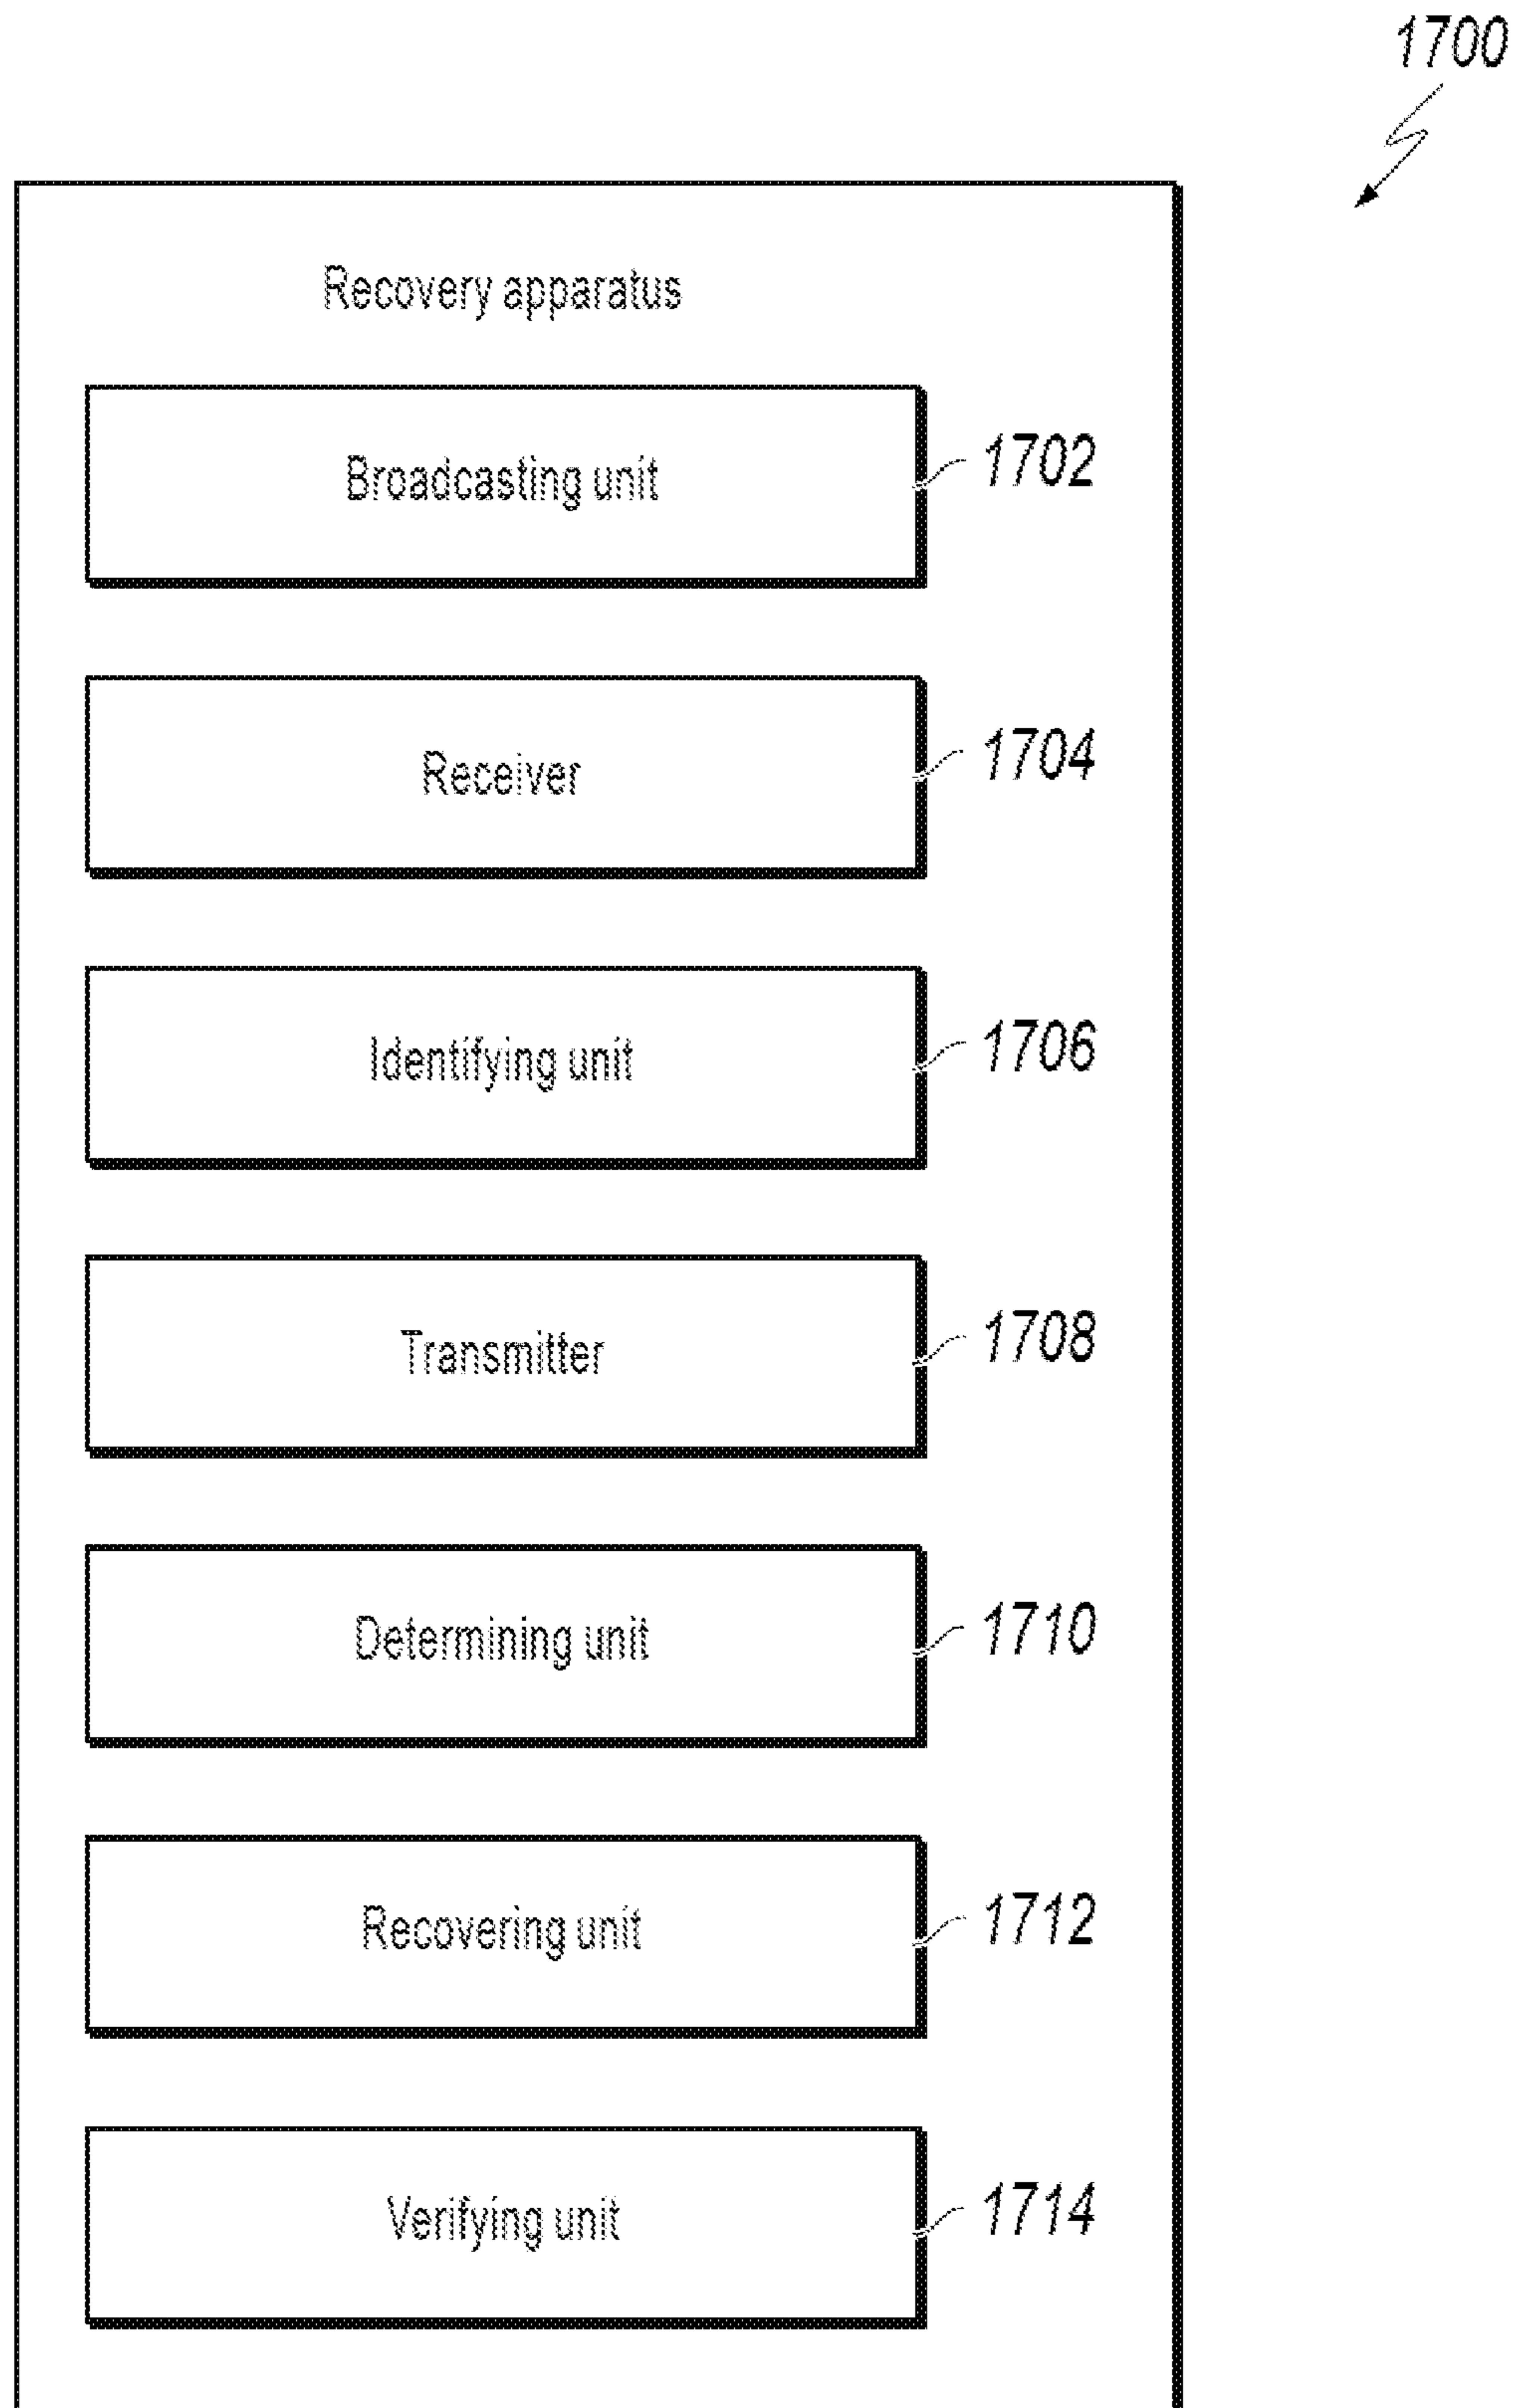 1700
Recovery apparatus
Broadcasting unit
1702
Receiver
1704
Identifying unit
1706
Transmitter
1708
Determining unit
1710
Recovering unit
1712
Verifying unit
1714